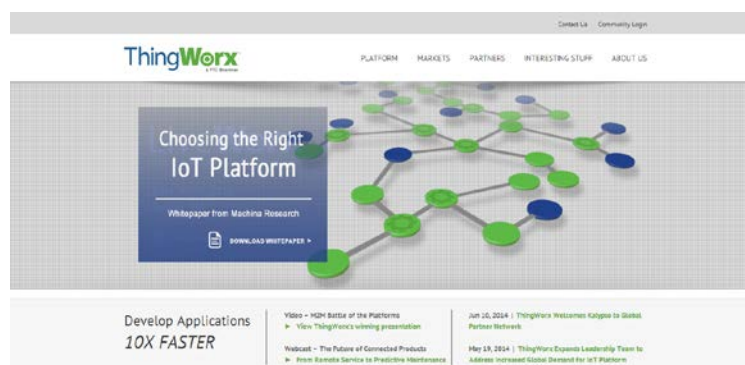 Contact Us Community Login
ThingWorx
A PTC Business
PLATFORM MARKETS PARTNERS INTERESTING STUFF ABOUT US
Choosing the Right
IoT Platform
Whitepaper from Machina Research
DOWNLOAD WHITEPAPER ►
Develop Applications
10X FASTER
Video – M2M Battle of the Platforms
► View ThingWorx's winning presentation
Webcast – The Future of Connected Products
► From Remote Service to Predictive Maintenance
Jun 10, 2014 | ThingWorx Welcomes Kalypso to Global
Partner Network
May 19, 2014 | ThingWorx Expands Leadership Team to
Address Increased Global Demand for IoT Platform